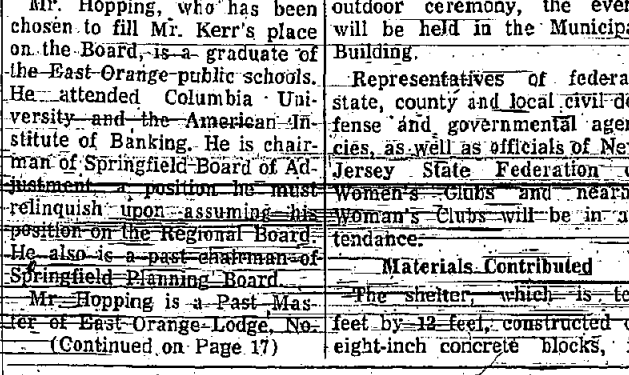 Mr. Hopping, who has been
chosen to fill Mr. Kerr's place
on the Board, is a graduate of
the East Orange public schools.
He attended Columbia Uni-
versity and the American In-
stitute of Banking. He is chair-
man of Springfield Board of Ad-
justment, a position he must
relinquish upon assuming his
position on the Regional Board.
He also is a past chairman of
Springfield Planning Board.
Mr. Hopping is a Past Mas-
ter of East Orange Lodge, No.
(Continued on Page 17)
outdoor ceremony, the even
will be held in the Municipa
Building.
Representatives of federa
state, county and local civil de
fense and governmental agen
cies, as well as officials of Ne
Jersey State Federation o
Women's Clubs and nearb
Woman's Clubs will be in a
tendance.
Materials Contributed
The shelter, which is te
feet by 12 feet, constructed o
eight-inch concrete blocks,